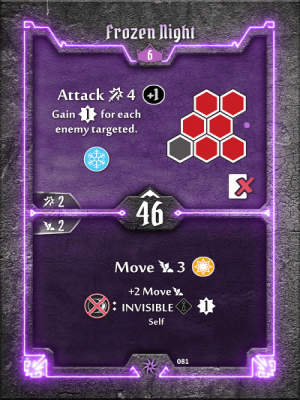 Frozen Night
6
Attack 4 +1
Gain 1 for each
enemy targeted.
2
46
2
Move 3
+2 Move
: INVISIBLE 1
Self
081